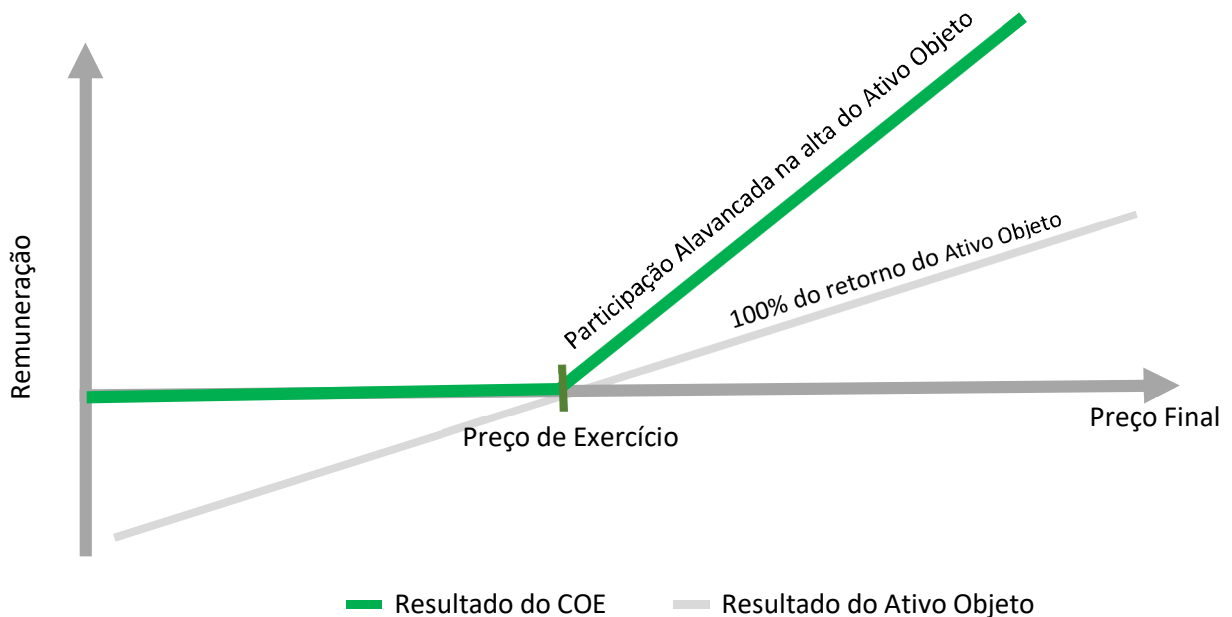 Participação Alavancada na alta do Ativo Objeto
100% do retorno do Ativo Objeto
Remuneração
Preço de Exercício
Preço Final
Resultado do COE
Resultado do Ativo Objeto